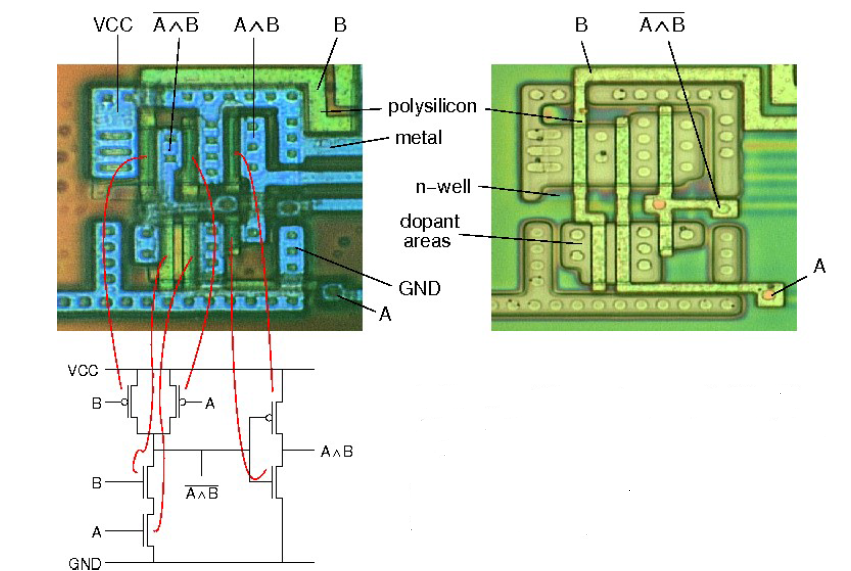 VCC
A∧B
A∧B
B
B
A∧B
polysilicon
metal
n-well
dopant
areas
GND
A
A
VCC
B
A
A∧B
B
A∧B
A
GND